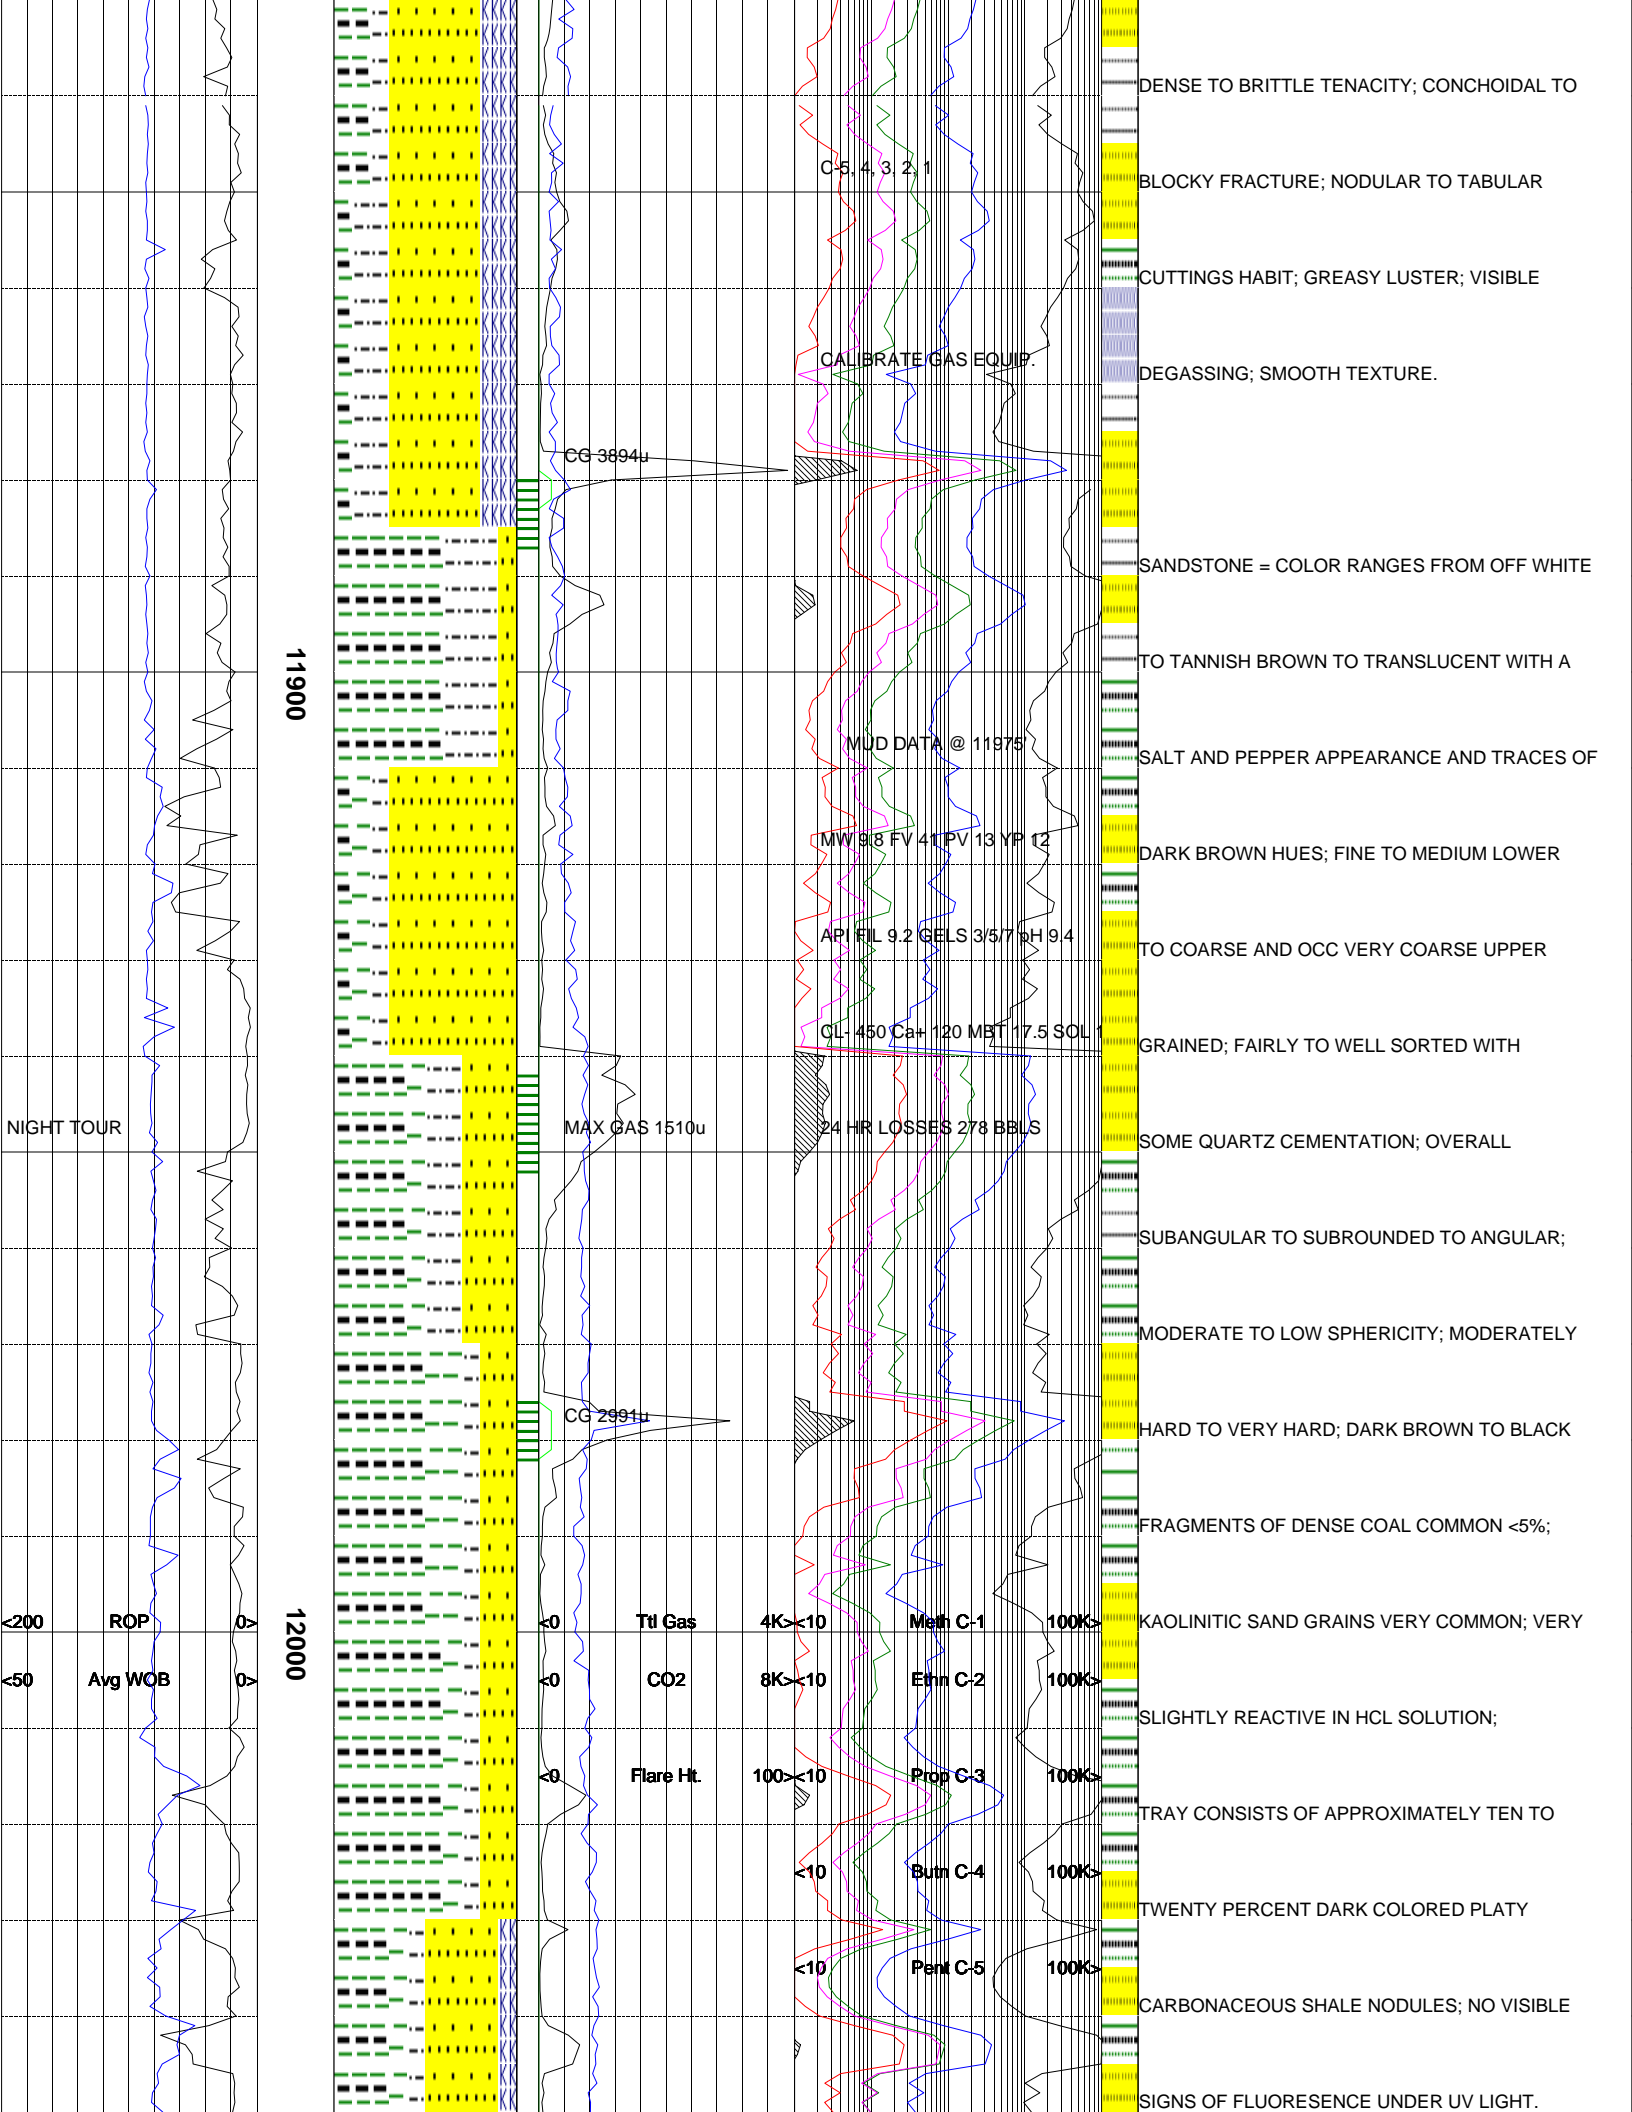 DENSE TO BRITTLE TENACITY; CONCHOIDAL TO
C-5, 4, 3, 2, 1
BLOCKY FRACTURE; NODULAR TO TABULAR
CUTTINGS HABIT; GREASY LUSTER; VISIBLE
CALIBRATE GAS EQUIP.
DEGASSING; SMOOTH TEXTURE.
CG 3894u
SANDSTONE = COLOR RANGES FROM OFF WHITE
11900
TO TANNISH BROWN TO TRANSLUCENT WITH A
MUD DATA @ 11975'
SALT AND PEPPER APPEARANCE AND TRACES OF
MW 9.8 FV 41 PV 13 YP 12
DARK BROWN HUES; FINE TO MEDIUM LOWER
API FIL 9.2 GELS 3/5/7 pH 9.4
TO COARSE AND OCC VERY COARSE UPPER
CL- 450 Ca+ 120 MBT 17.5 SOL 1
GRAINED; FAIRLY TO WELL SORTED WITH
NIGHT TOUR
MAX GAS 1510u
24 HR LOSSES 278 BBLS
SOME QUARTZ CEMENTATION; OVERALL
SUBANGULAR TO SUBROUNDED TO ANGULAR;
MODERATE TO LOW SPHERICITY; MODERATELY
CG 2991u
HARD TO VERY HARD; DARK BROWN TO BLACK
FRAGMENTS OF DENSE COAL COMMON <5%;
<200 ROP 0>
12000
<0 Ttl Gas 4K>
<10 Meth C-1 100K>
KAOLINITIC SAND GRAINS VERY COMMON; VERY
<50 Avg WOB 0>
<0 CO2 8K>
<10 Ethn C-2 100K>
SLIGHTLY REACTIVE IN HCL SOLUTION;
<0 Flare Ht. 100>
<10 Prop C-3 100K>
TRAY CONSISTS OF APPROXIMATELY TEN TO
<10 Butn C-4 100K>
TWENTY PERCENT DARK COLORED PLATY
<10 Pent C-5 100K>
CARBONACEOUS SHALE NODULES; NO VISIBLE
SIGNS OF FLUORESENCE UNDER UV LIGHT.